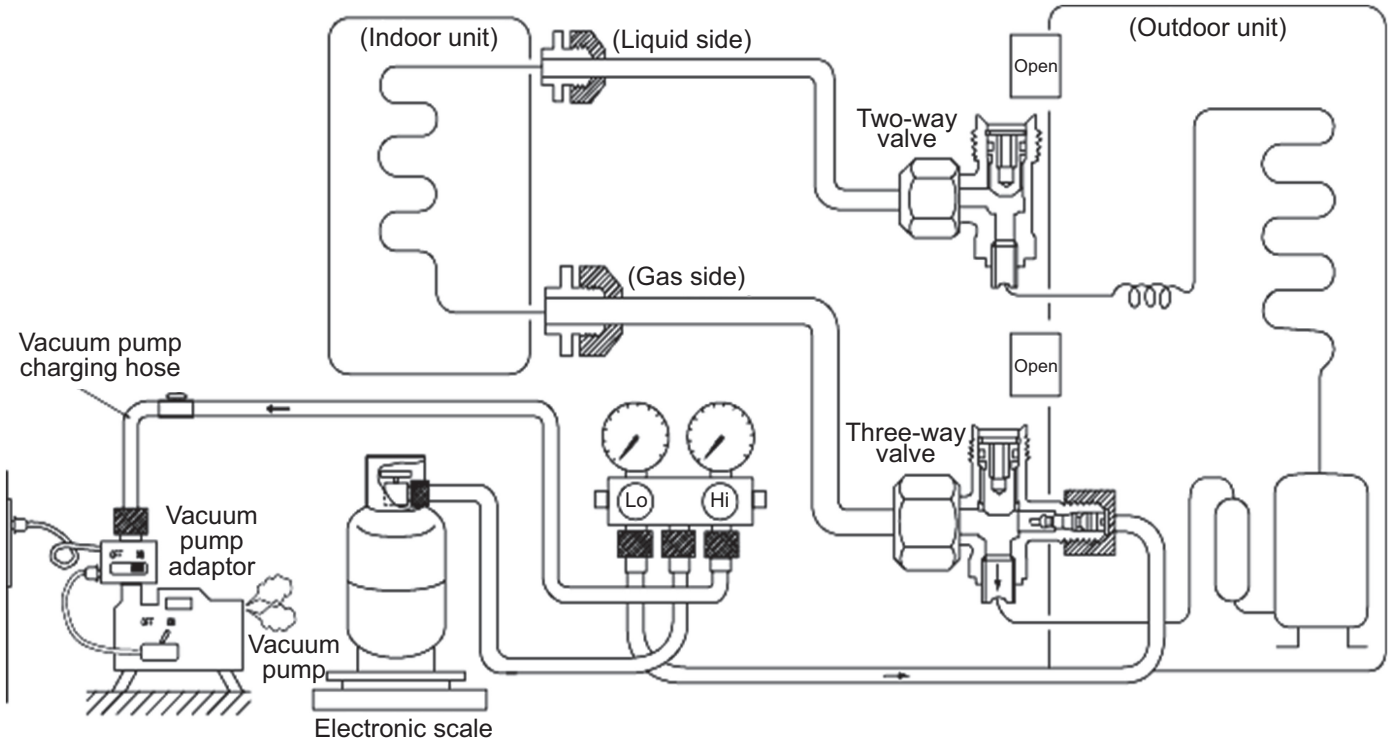 (Indoor unit)
(Liquid side)
Open
(Outdoor unit)
Two-way
valve
(Gas side)
Open
Vacuum pump
charging hose
Three-way
valve
Lo
Hi
Vacuum
pump
adaptor
Vacuum
pump
Electronic scale